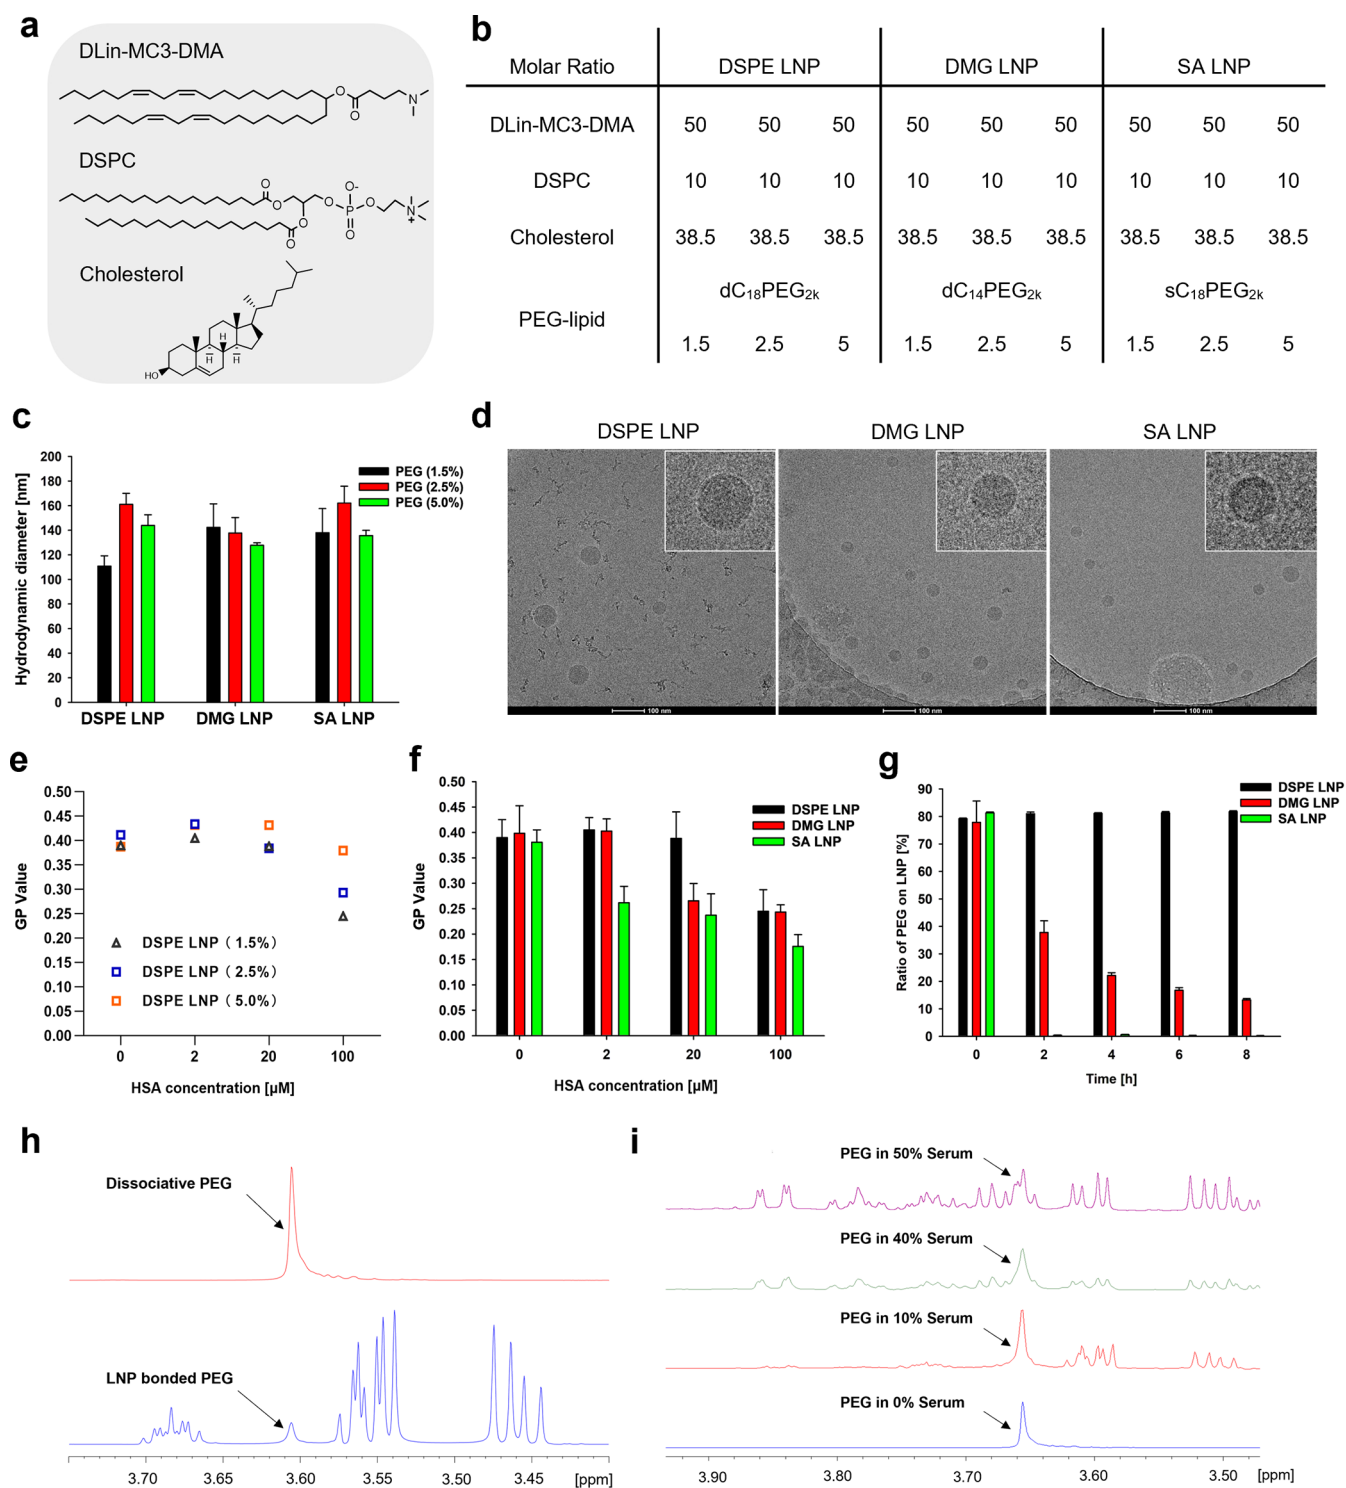 a
DLin-MC3-DMA
O
O
N
DSPC
O
O
O
O
O-
O P O
O
N
+
Cholesterol
H
H H
HO
b
Molar Ratio DSPE LNP DMG LNP SA LNP
DLin-MC3-DMA 50 50 50 50 50 50 50 50 50
DSPC 10 10 10 10 10 10 10 10 10
Cholesterol 38.5 38.5 38.5 38.5 38.5 38.5 38.5 38.5 38.5
PEG-lipid
dC18PEG2k dC14PEG2k sC18PEG2k
1.5 2.5 5 1.5 2.5 5 1.5 2.5 5
c
Hydrodynamic diameter [nm]
200
180
160
140
120
100
80
60
40
20
0
PEG (1.5%)
PEG (2.5%)
PEG (5.0%)
DSPE LNP DMG LNP SA LNP
d
DSPE LNP DMG LNP SA LNP
100 nm 100 nm 100 nm
e
GP Value
0.50
0.45
0.40
0.35
0.30
0.25
0.20
0.15
0.10
0.05
0.00
DSPE LNP (1.5%)
DSPE LNP (2.5%)
DSPE LNP (5.0%)
0 2 20 100
HSA concentration [µM]
f
GP Value
0.50
0.45
0.40
0.35
0.30
0.25
0.20
0.15
0.10
0.05
0.00
DSPE LNP
DMG LNP
SA LNP
0 2 20 100
HSA concentration [µM]
g
Ratio of PEG on LNP [%]
90
80
70
60
50
40
30
20
10
0
DSPE LNP
DMG LNP
SA LNP
0 2 4 6 8
Time [h]
h
Dissociative PEG
LNP bonded PEG
3.70 3.65 3.60 3.55 3.50 3.45 [ppm]
i
PEG in 50% Serum
PEG in 40% Serum
PEG in 10% Serum
PEG in 0% Serum
3.90 3.80 3.70 3.60 3.50 [ppm]